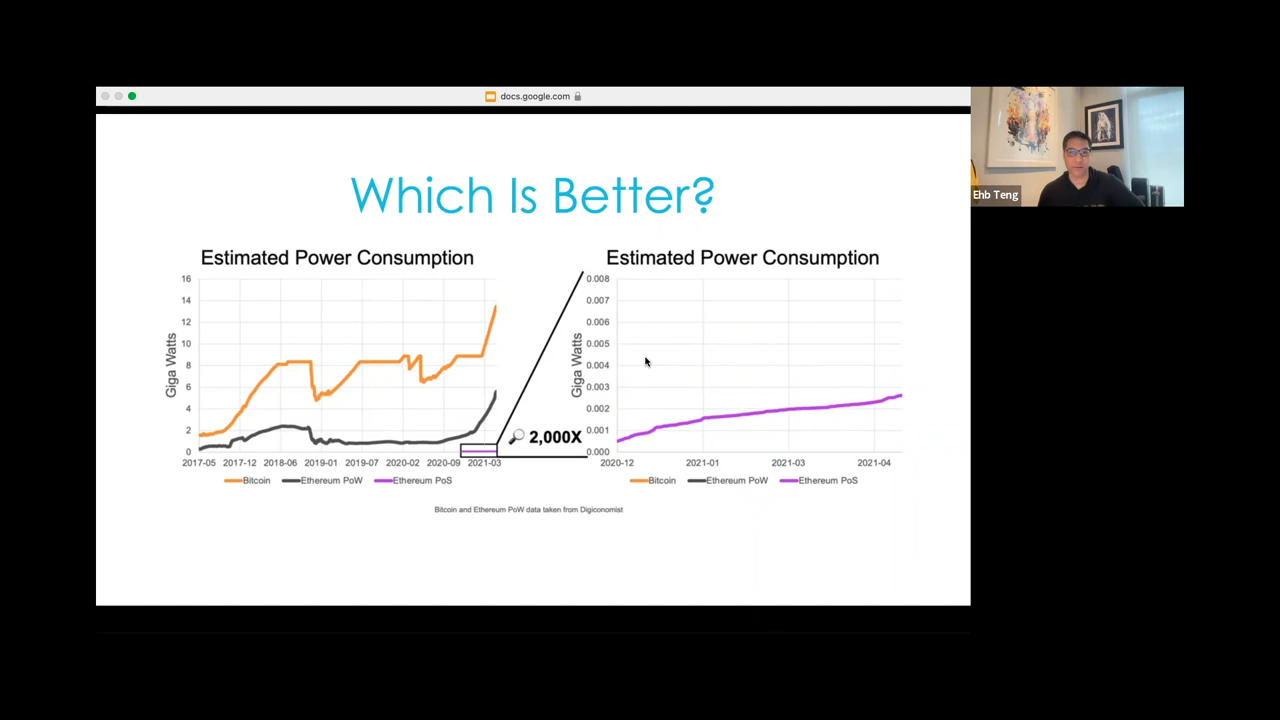 docs.google.com
Ehb Teng
Which Is Better?
Estimated Power Consumption
16
14
12
10
8
6
4
2
0
Giga Watts
2017-05 2017-12 2018-06 2019-01 2019-07 2020-02 2020-09 2021-03
Bitcoin Ethereum PoW Ethereum PoS
2,000X
Estimated Power Consumption
0.008
0.007
0.006
0.005
0.004
0.003
0.002
0.001
0.000
Giga Watts
2020-12 2021-01 2021-03 2021-04
Bitcoin Ethereum PoW Ethereum PoS
Bitcoin and Ethereum PoW data taken from Digiconomist